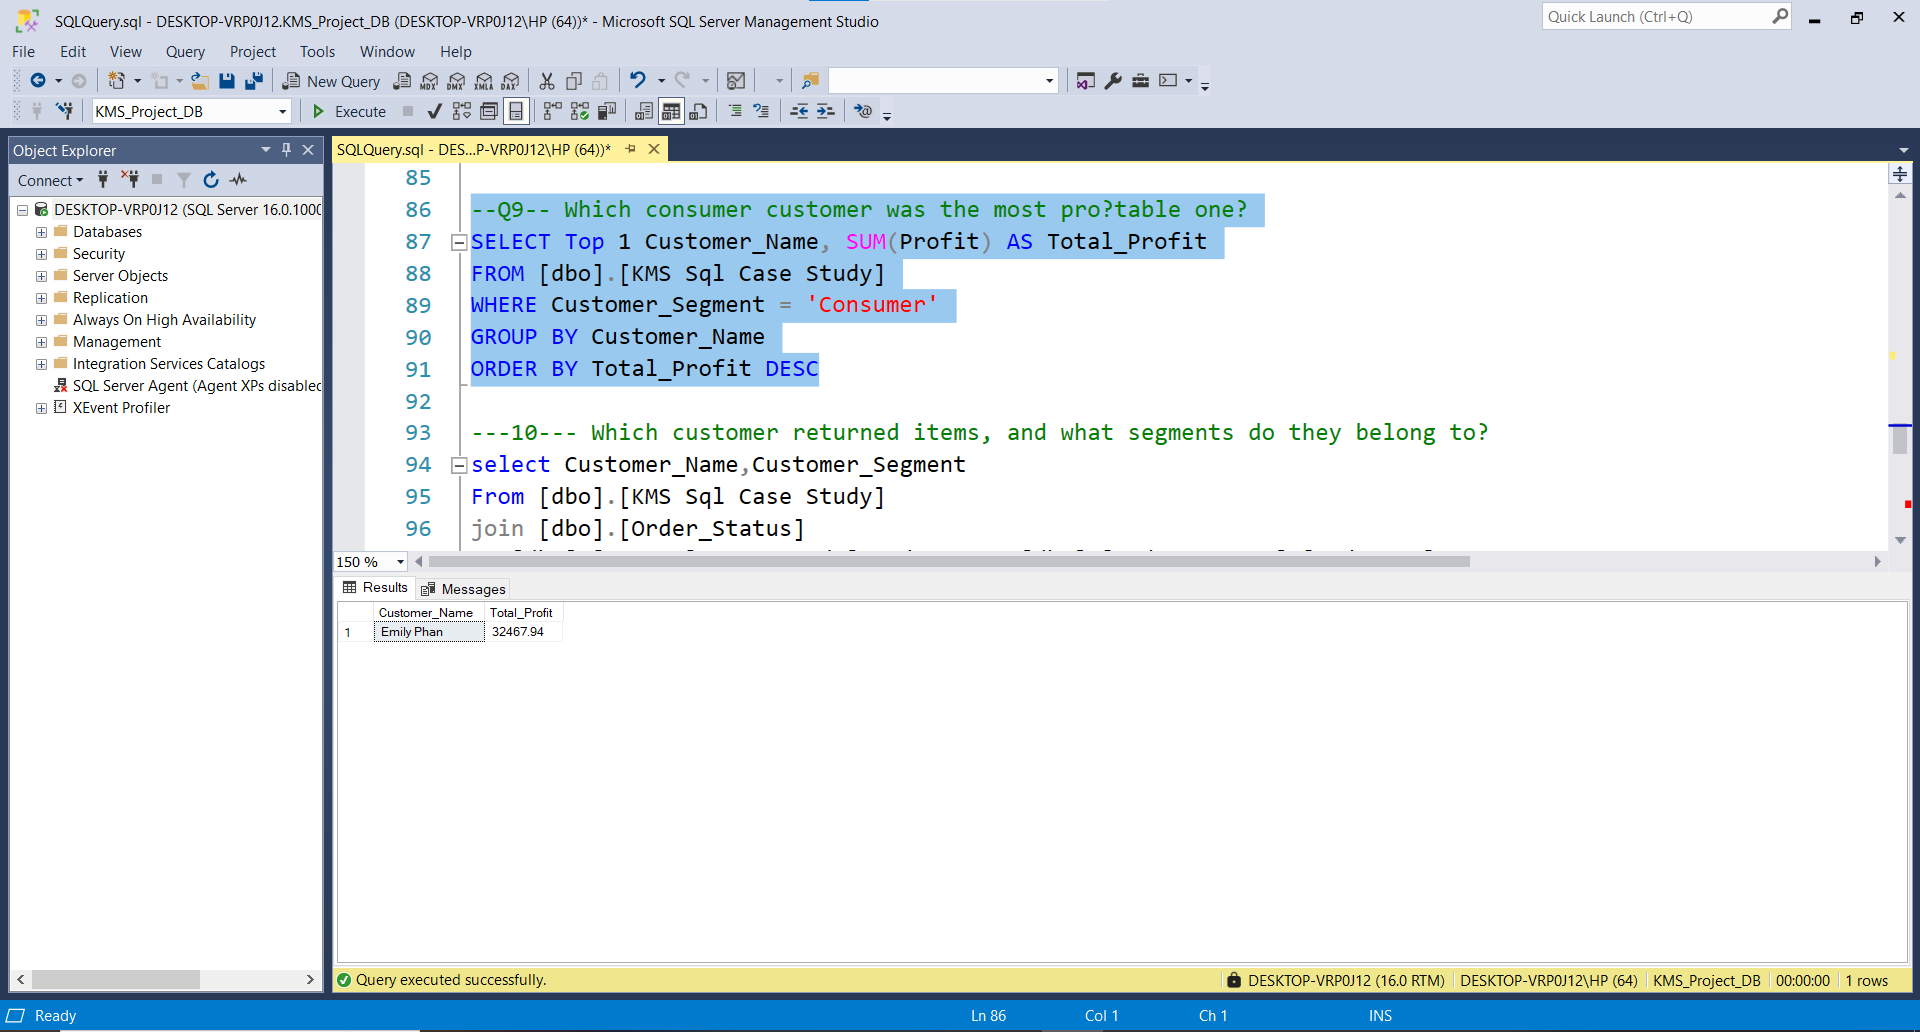 SQLQuery.sql - DESKTOP-VRP0J12.KMS_Project_DB (DESKTOP-VRP0J12\HP (64))* - Microsoft SQL Server Management Studio
Quick Launch (Ctrl+Q)
File Edit View Query Project Tools Window Help
New Query MDX DMX XMLA DAX
KMS_Project_DB Execute
Object Explorer
SQLQuery.sql - DES...P-VRP0J12\HP (64))*
Connect
DESKTOP-VRP0J12 (SQL Server 16.0.1000
Databases
Security
Server Objects
Replication
Always On High Availability
Management
Integration Services Catalogs
SQL Server Agent (Agent XPs disabled
XEvent Profiler
85
86 --Q9-- Which consumer customer was the most pro?table one?
87 SELECT Top 1 Customer_Name, SUM(Profit) AS Total_Profit
88 FROM [dbo].[KMS Sql Case Study]
89 WHERE Customer_Segment = 'Consumer'
90 GROUP BY Customer_Name
91 ORDER BY Total_Profit DESC
92
93 ---10--- Which customer returned items, and what segments do they belong to?
94 select Customer_Name,Customer_Segment
95 From [dbo].[KMS Sql Case Study]
96 join [dbo].[Order_Status]
150 %
Results Messages
Customer_Name Total_Profit
1 Emily Phan 32467.94
Query executed successfully. DESKTOP-VRP0J12 (16.0 RTM) DESKTOP-VRP0J12\HP (64) KMS_Project_DB 00:00:00 1 rows
Ready Ln 86 Col 1 Ch 1 INS